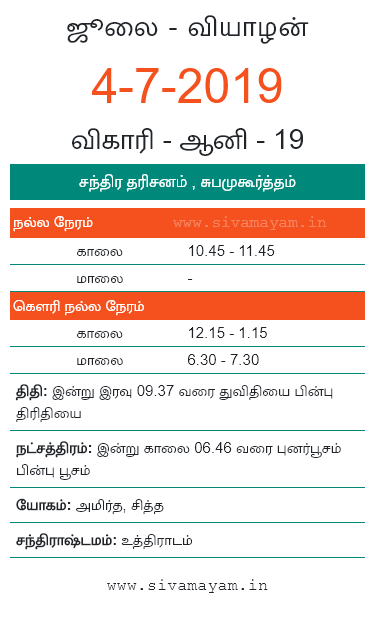 ஜூலை - வியாழன்
4-7-2019
விகாரி - ஆனி - 19
சந்திர தரிசனம் , சுபமுகூர்த்தம்
நல்ல நேரம் www.sivamayam.in
காலை 10.45 - 11.45
மாலை -
கௌரி நல்ல நேரம்
காலை 12.15 - 1.15
மாலை 6.30 - 7.30
திதி: இன்று இரவு 09.37 வரை துவிதியை பின்பு
திரிதியை
நட்சத்திரம்: இன்று காலை 06.46 வரை புனர்பூசம்
பின்பு பூசம்
யோகம்: அமிர்த, சித்த
சந்திராஷ்டமம்: உத்திராடம்
www.sivamayam.in